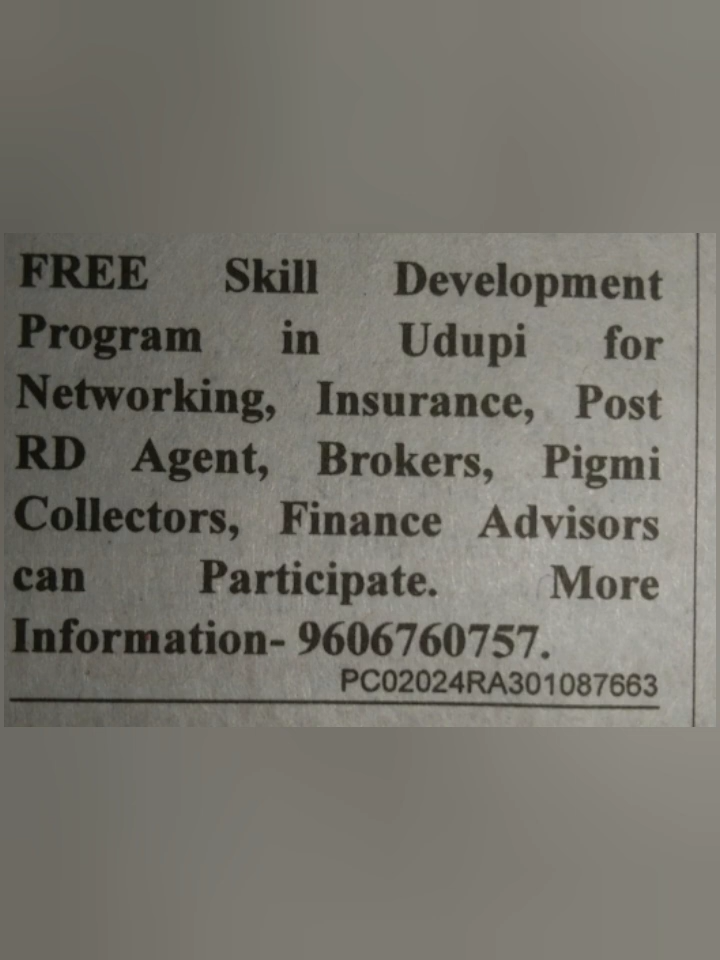 FREE Skill Development
Program in Udupi for
Networking, Insurance, Post
RD Agent, Brokers, Pigmi
Collectors, Finance Advisors
can Participate. More
Information- 9606760757.
PC02024RA301087663